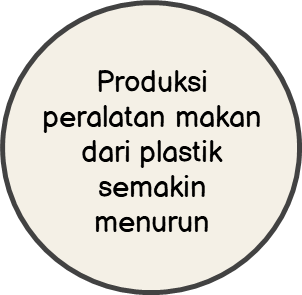 Produksi
peralatan makan
dari plastik
semakin
menurun